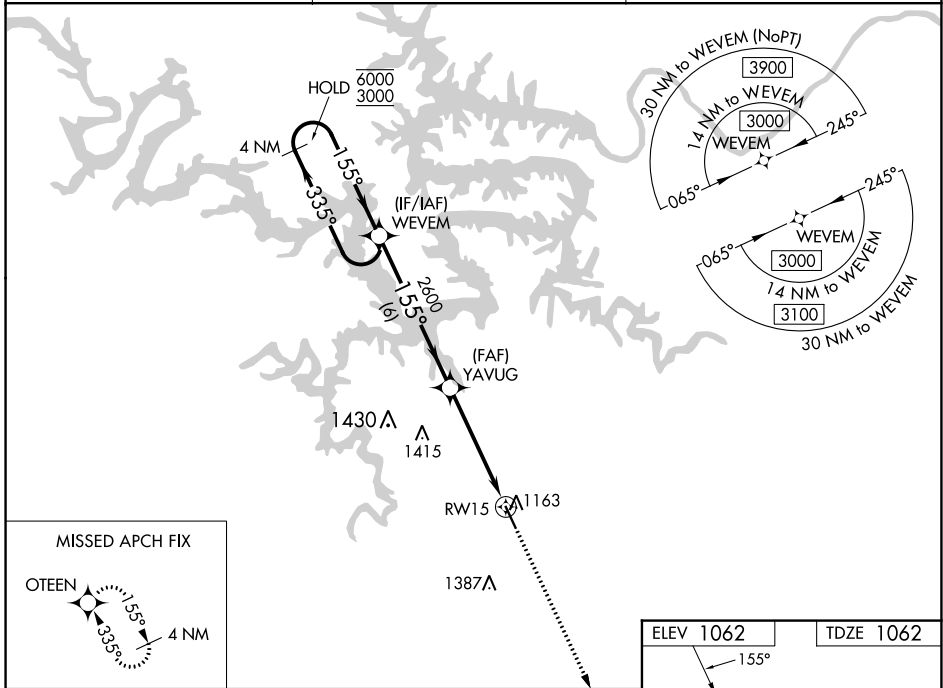 HOLD 6000
3000
4 NM
155°
335°
(IF/IAF)
WEVEM
2600
155°
(6)
(FAF)
YAVUG
1430
1415
RW15
1163
1387
30 NM to WEVEM (NoPT)
3900
14 NM to WEVEM
3000
WEVEM
245°
065°
245°
065°
WEVEM
3000
14 NM to WEVEM
3100
30 NM to WEVEM
MISSED APCH FIX
OTEEN
155°
335°
4 NM
ELEV 1062
TDZE 1062
155°